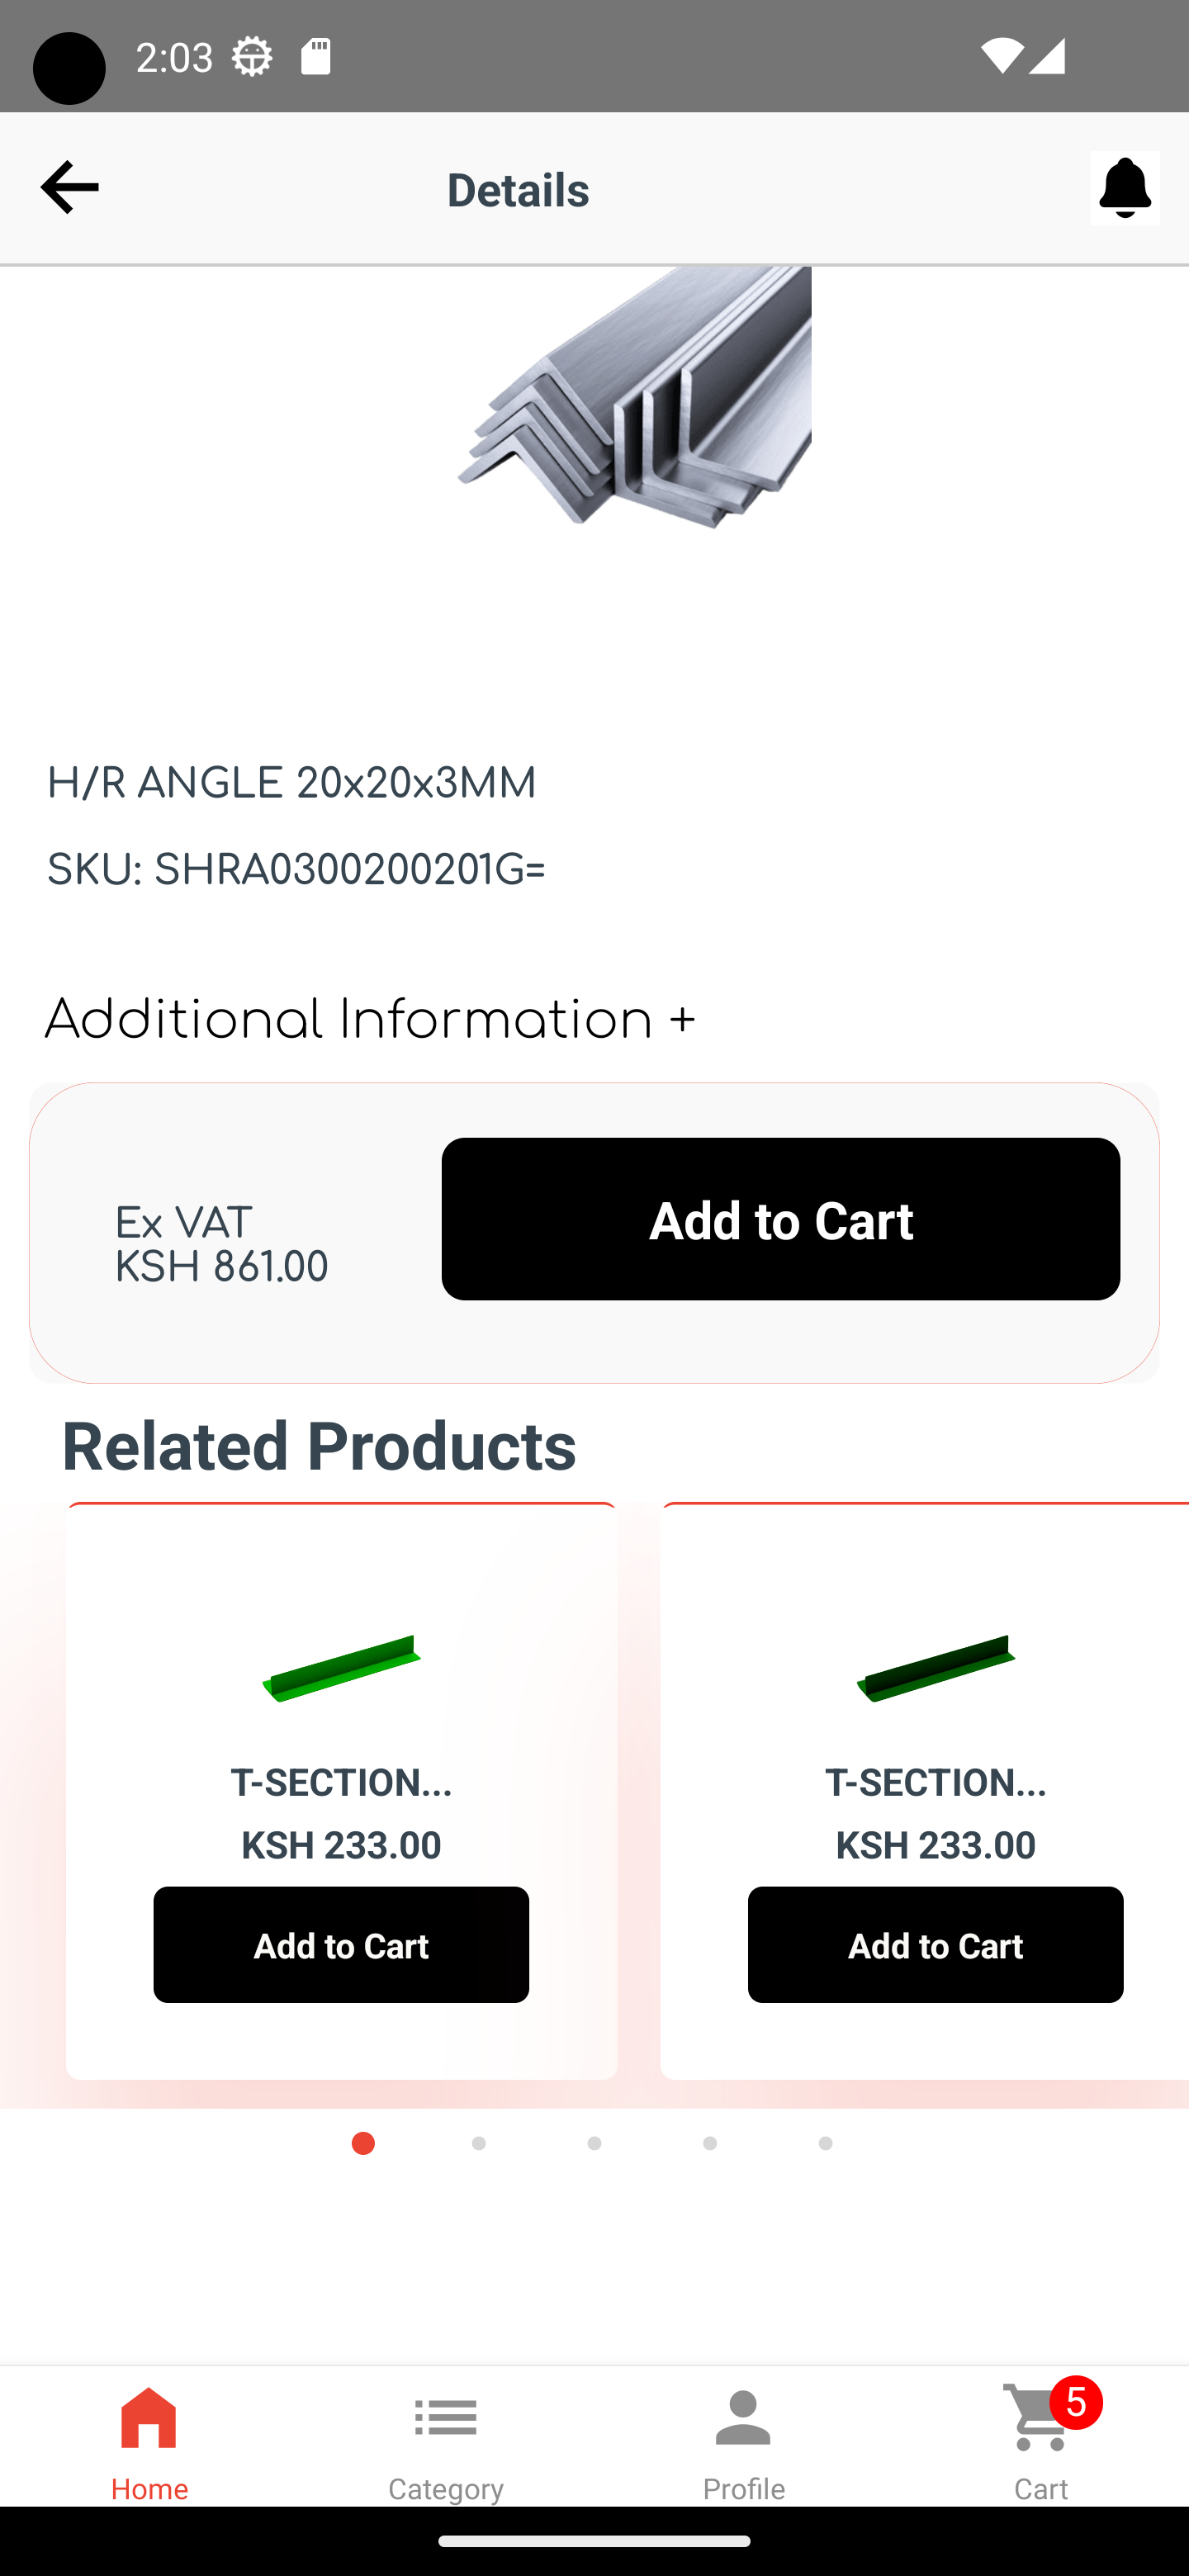 2:03
Details
H/R ANGLE 20x20x3MM
SKU: SHRA0300200201G=
Additional Information +
Ex VAT
KSH 861.00
Add to Cart
Related Products
T-SECTION...
KSH 233.00
Add to Cart
T-SECTION...
KSH 233.00
Add to Cart
Home
Category
Profile
5
Cart